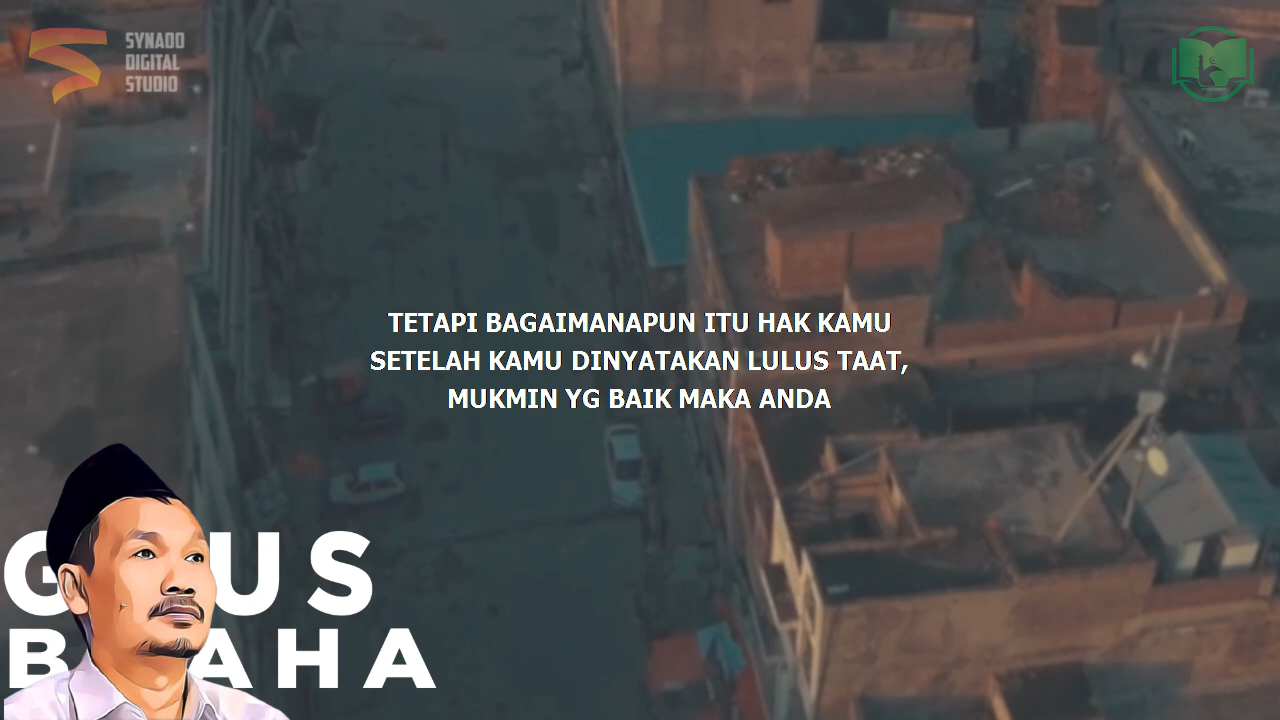 SYNADO
DIGITAL
STUDIO
TETAPI BAGAIMANAPUN ITU HAK KAMU
SETELAH KAMU DINYATAKAN LULUS TAAT,
MUKMIN YG BAIK MAKA ANDA
GUS
BAHA